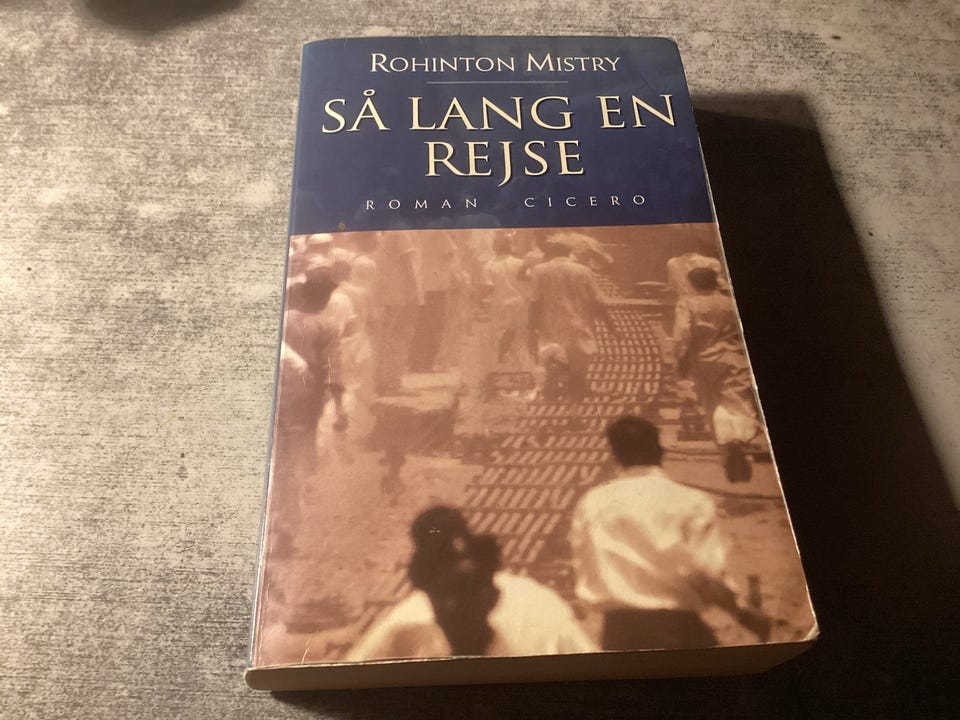 ROHINTON MISTRY
SÅ LANG EN
REJSE
ROMAN CICERO